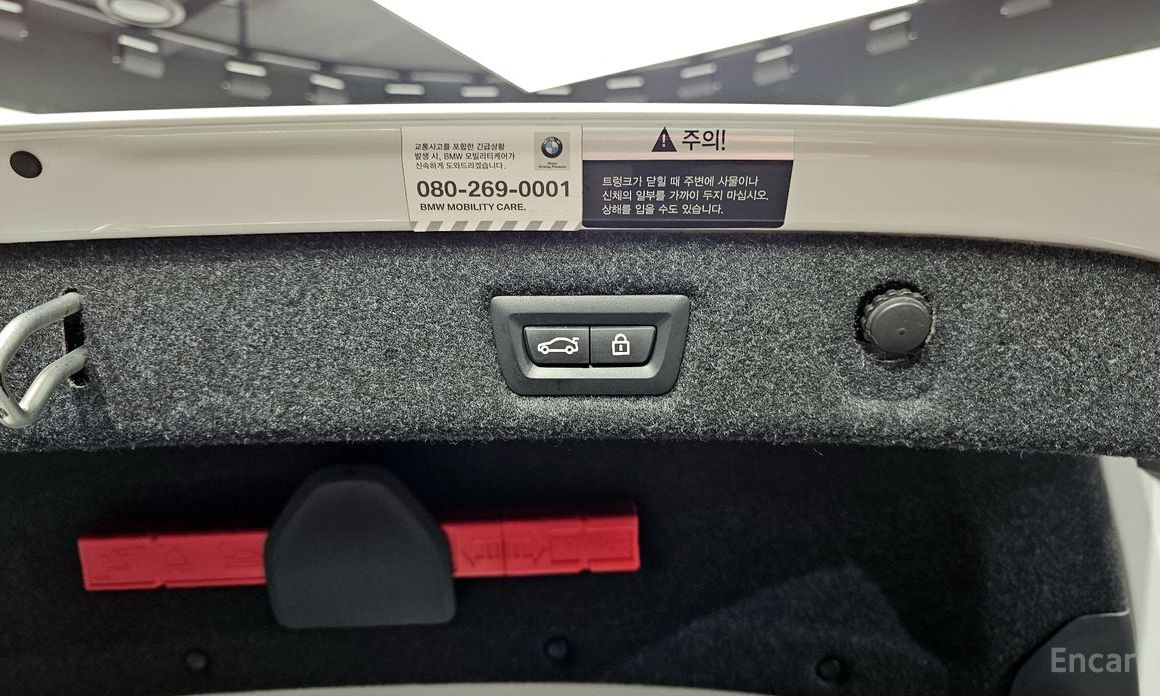 교통사고를 포함한 긴급상황
발생 시, BMW 모빌리티케어가
신속하게 도와드리겠습니다.
080-269-0001
BMW MOBILITY CARE.
주의!
트렁크가 닫힐 때 주변에 사물이나
신체의 일부를 가까이 두지 마십시오.
상해를 입을 수도 있습니다.
Encar